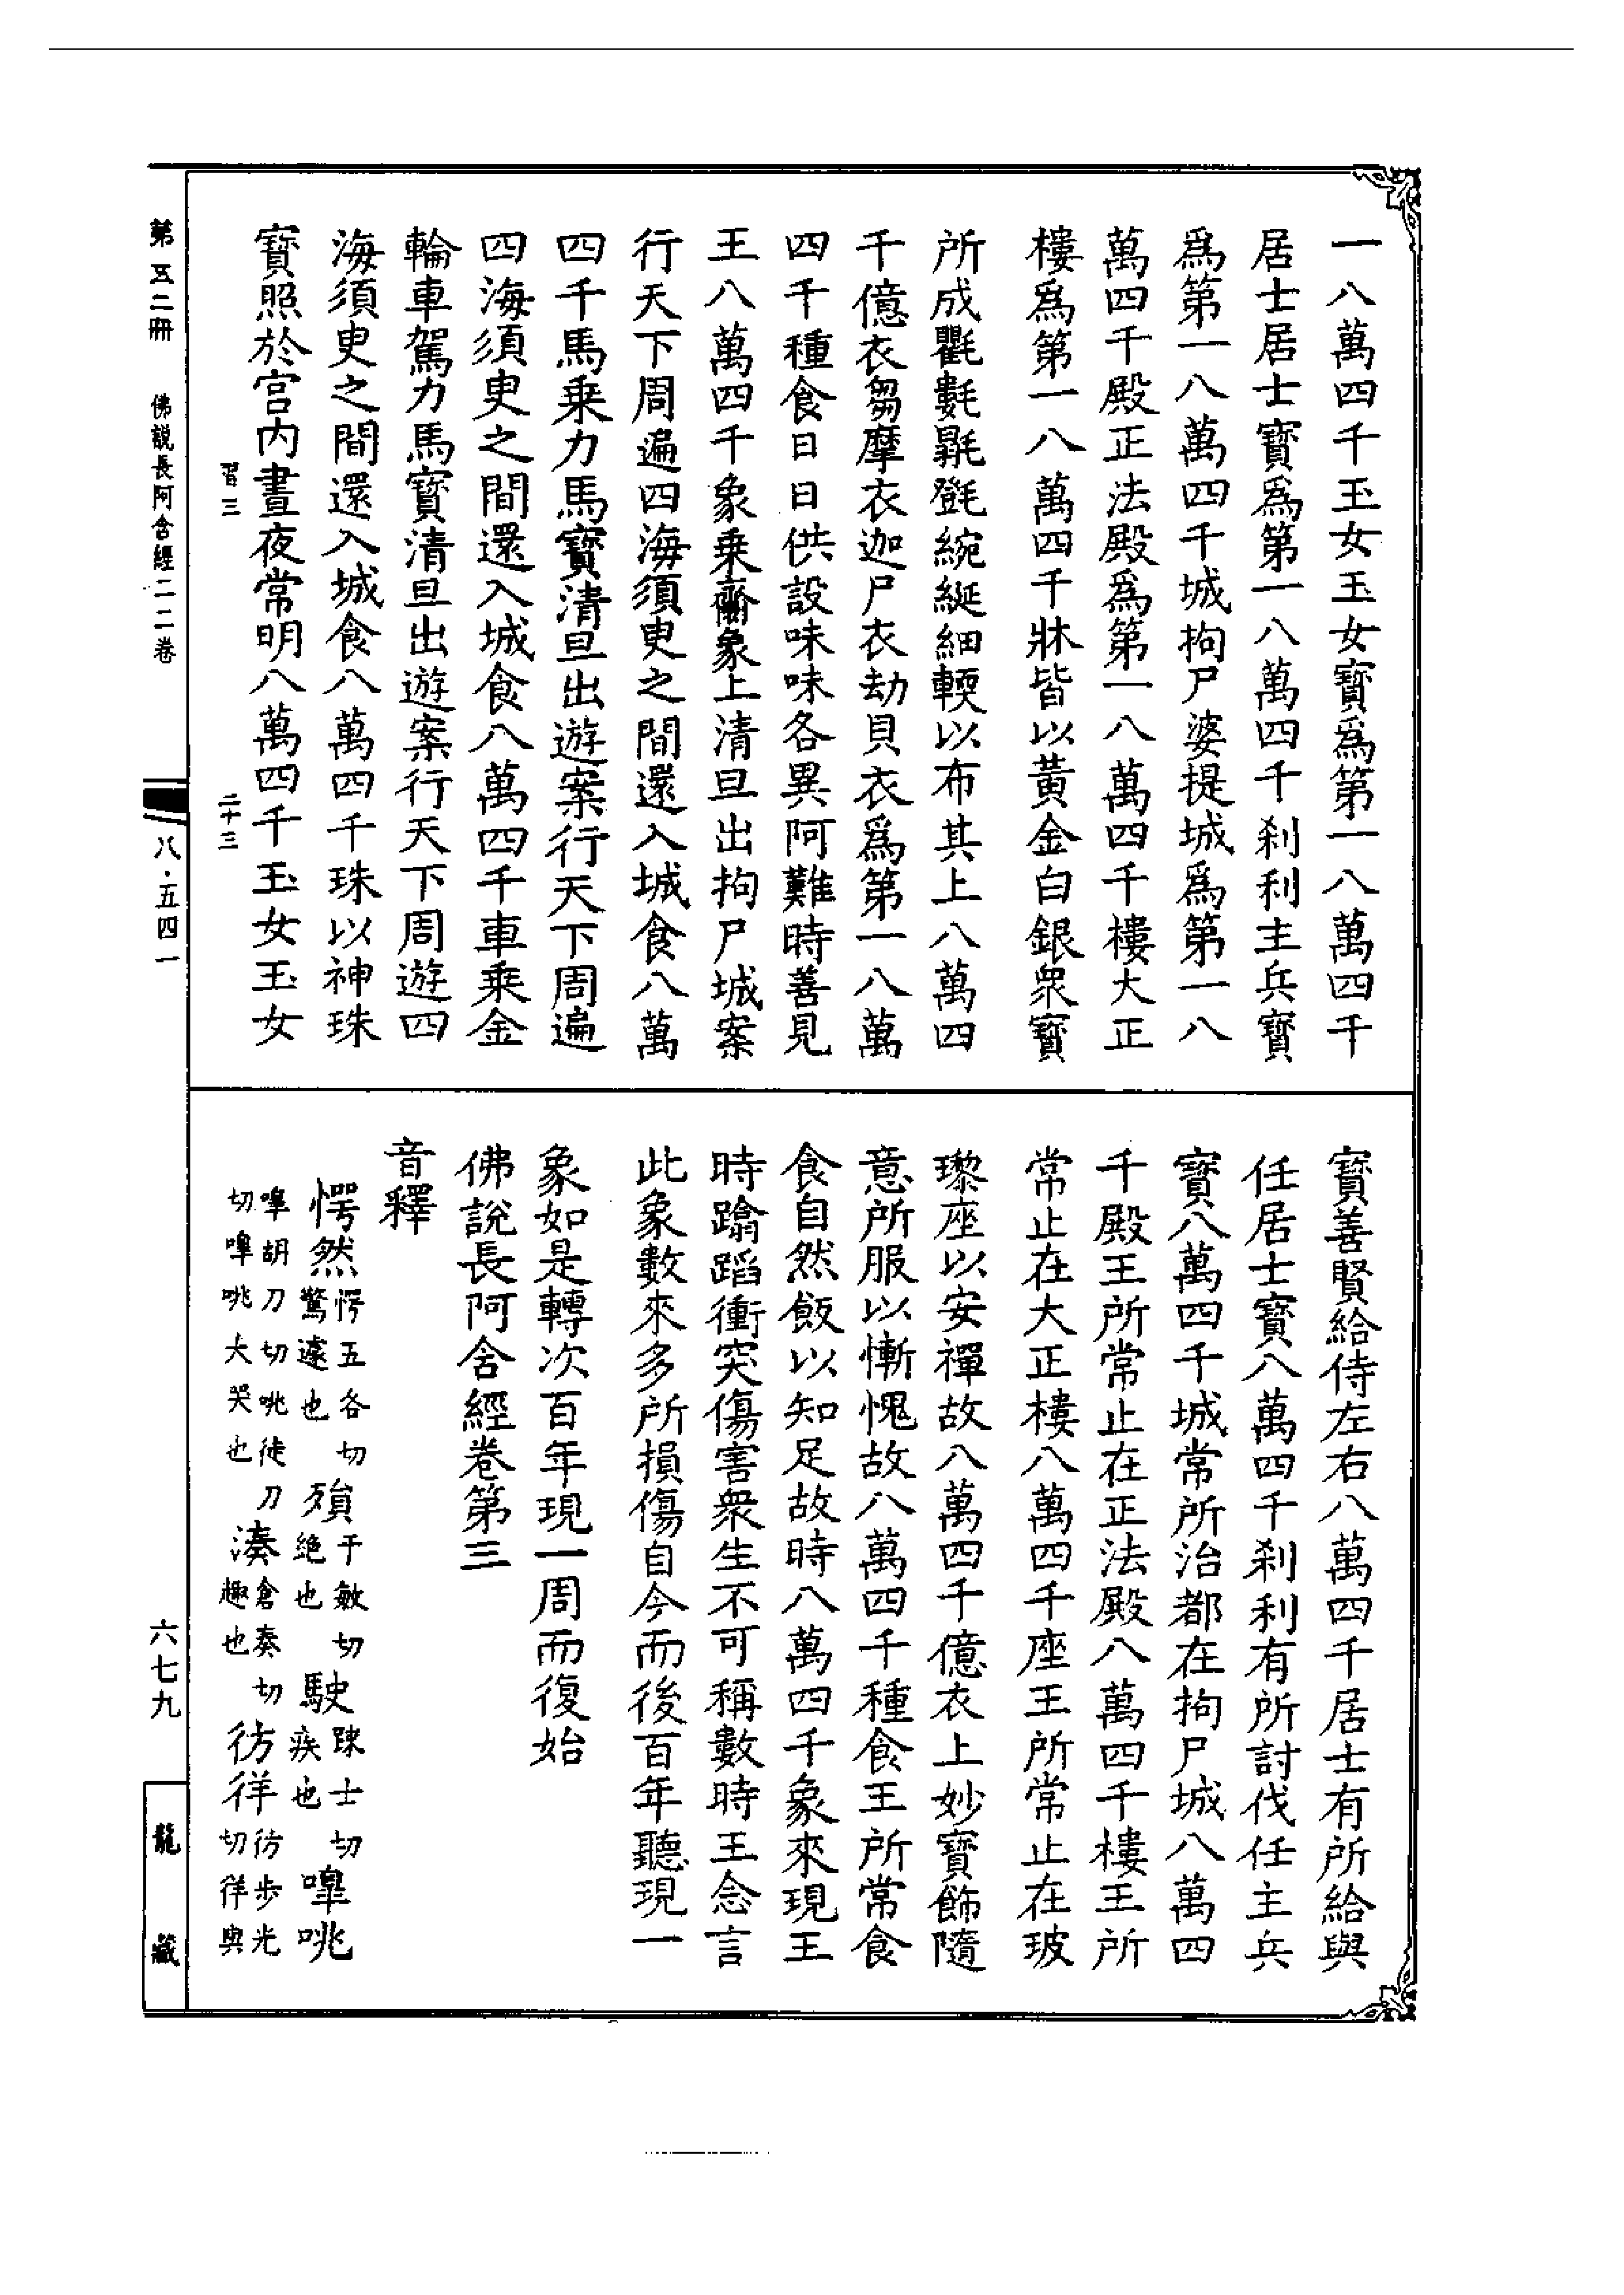 一八萬四千玉女玉女寶爲第一八萬四千
居士居士寶爲第一八萬四千刹利主兵寶
爲第一八萬四千城拘尸婆提城爲第一八
萬四千殿正法殿爲第一八萬四千樓大正
樓爲第一八萬四千牀皆以黃金白銀衆寶
所成氍氀毾㲪綩綖細輭以布其上八萬四
千億衣芻摩衣迦尸衣劫貝衣爲第一八萬
四千種食日日供設味味各異阿難時善見
王八萬四千象乗齋象上清旦出拘尸城案
行天下周遍四海須臾之間還入城食八萬
四千馬乗力馬寶清旦出遊案行天下周遍
四海須臾之間還入城食八萬四千車乗金
輪車駕力馬寶清旦出遊案行天下周遊四
海須臾之間還入城食八萬四千珠以神珠
寶照於宮内晝夜常明八萬四千玉女玉女
習三 二十三
寶善賢給侍左右八萬四千居士有所給與
任居士寶八萬四千刹利有所討伐任主兵
寶八萬四千城常所治都在拘尸城八萬四
千殿王所常止在正法殿八萬四千樓王所
常止在大正樓八萬四千座王所常止在玻
瓈座以安禪故八萬四千億衣上妙寶飾隨
意所服以慚愧故八萬四千種食王所常食
食自然飯以知足故時八萬四千象來現王
時蹹蹈衝突傷害衆生不可稱數時王念言
此象數來多所損傷自今而後百年聽現一
象如是轉次百年現一周而復始
佛說長阿含經卷第三
音釋
愕然愕五各切驚遽也 殞于敏切絶也 駛踈士切疾也 嘷咷
嘷胡刀切咷徒刀切嘷咷大哭也 湊倉奏切趣也 彷徉彷步光切徉與
第五二冊 佛說長阿含經二二卷 八·五四一 六七九 龍藏